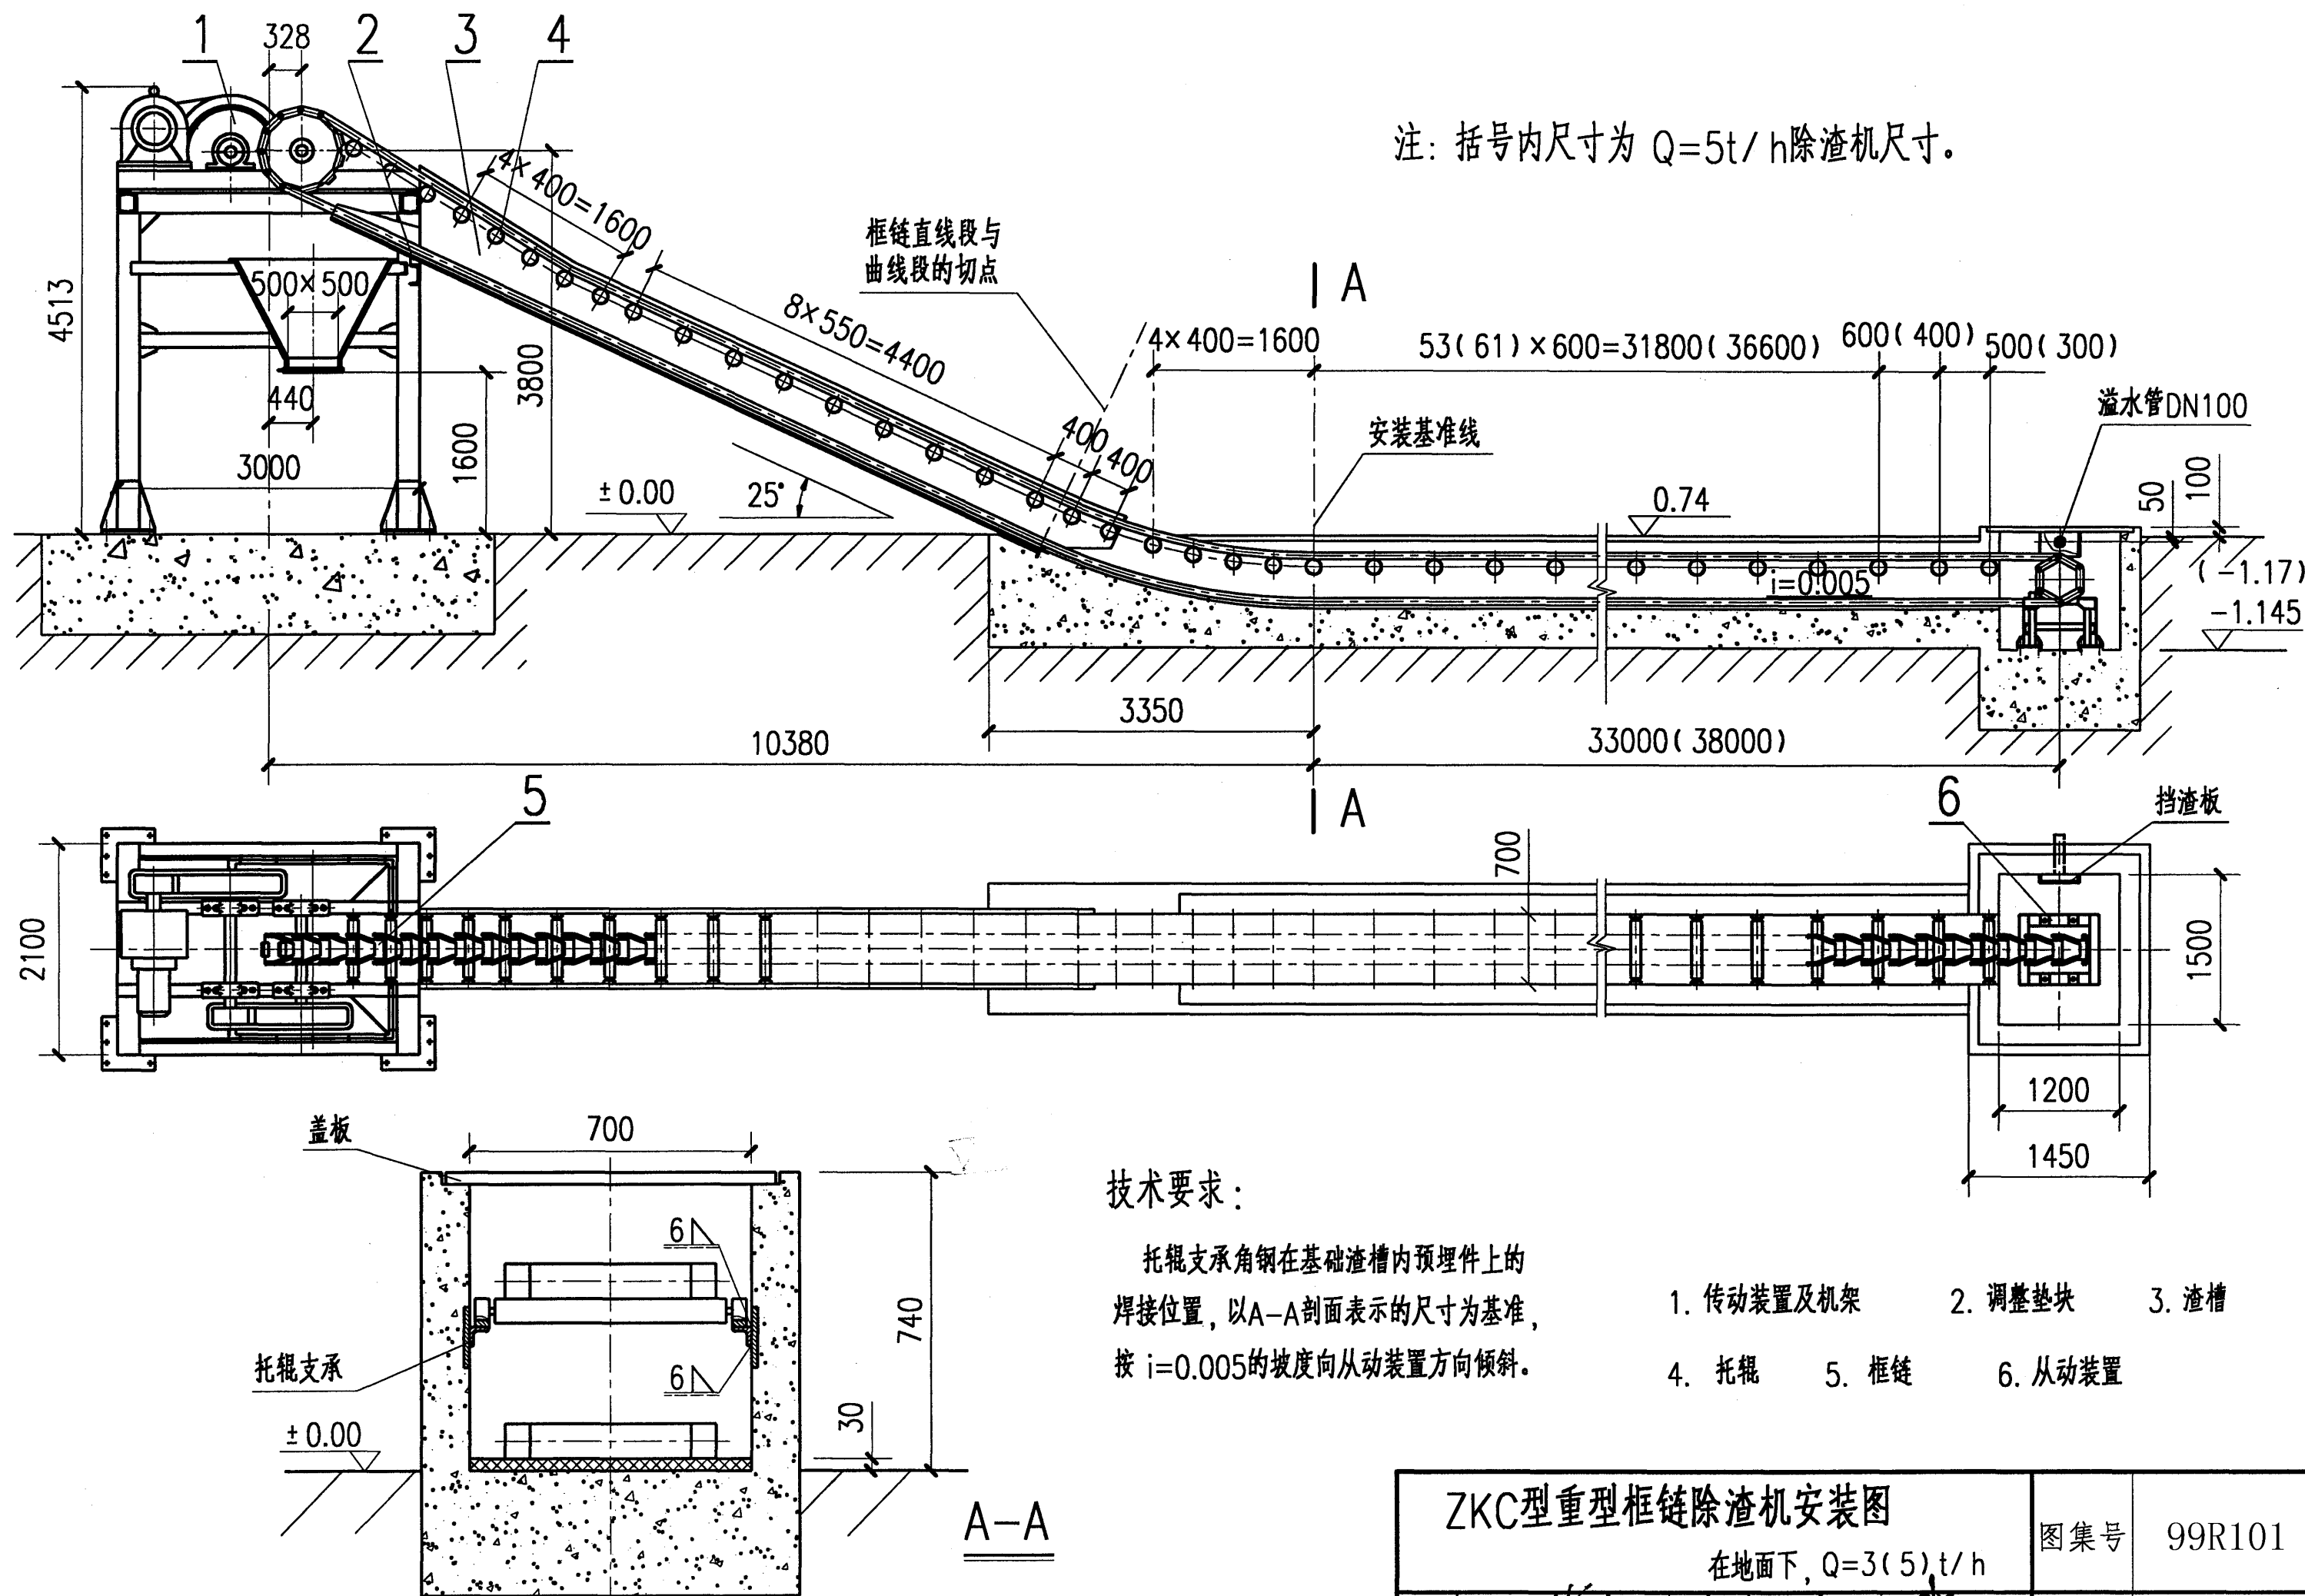 1
328
2
3
4
注: 括号内尺寸为 Q=5t/h除渣机尺寸。
4×400=1600
框链直线段与
曲线段的切点
A
4513
500×500
8×550=4400
3800
4×400=1600
53(61)×600=31800(36600)
600(400)
500(300)
440
1600
溢水管DN100
400
400
安装基准线
3000
±0.00
25°
0.74
50
100
i=0.005
(-1.17)
-1.145
3350
10380
33000(38000)
5
A
6
挡渣板
700
2100
1500
1200
1450
盖板
700
6
740
托辊支承
6
30
±0.00
A-A
技术要求:
托辊支承角钢在基础渣槽内预埋件上的
焊接位置, 以A-A剖面表示的尺寸为基准,
按 i=0.005的坡度向从动装置方向倾斜。
1. 传动装置及机架 2. 调整垫块 3. 渣槽
4. 托辊 5. 框链 6. 从动装置
ZKC型重型框链除渣机安装图
在地面下, Q=3(5)t/h
图集号 99R101